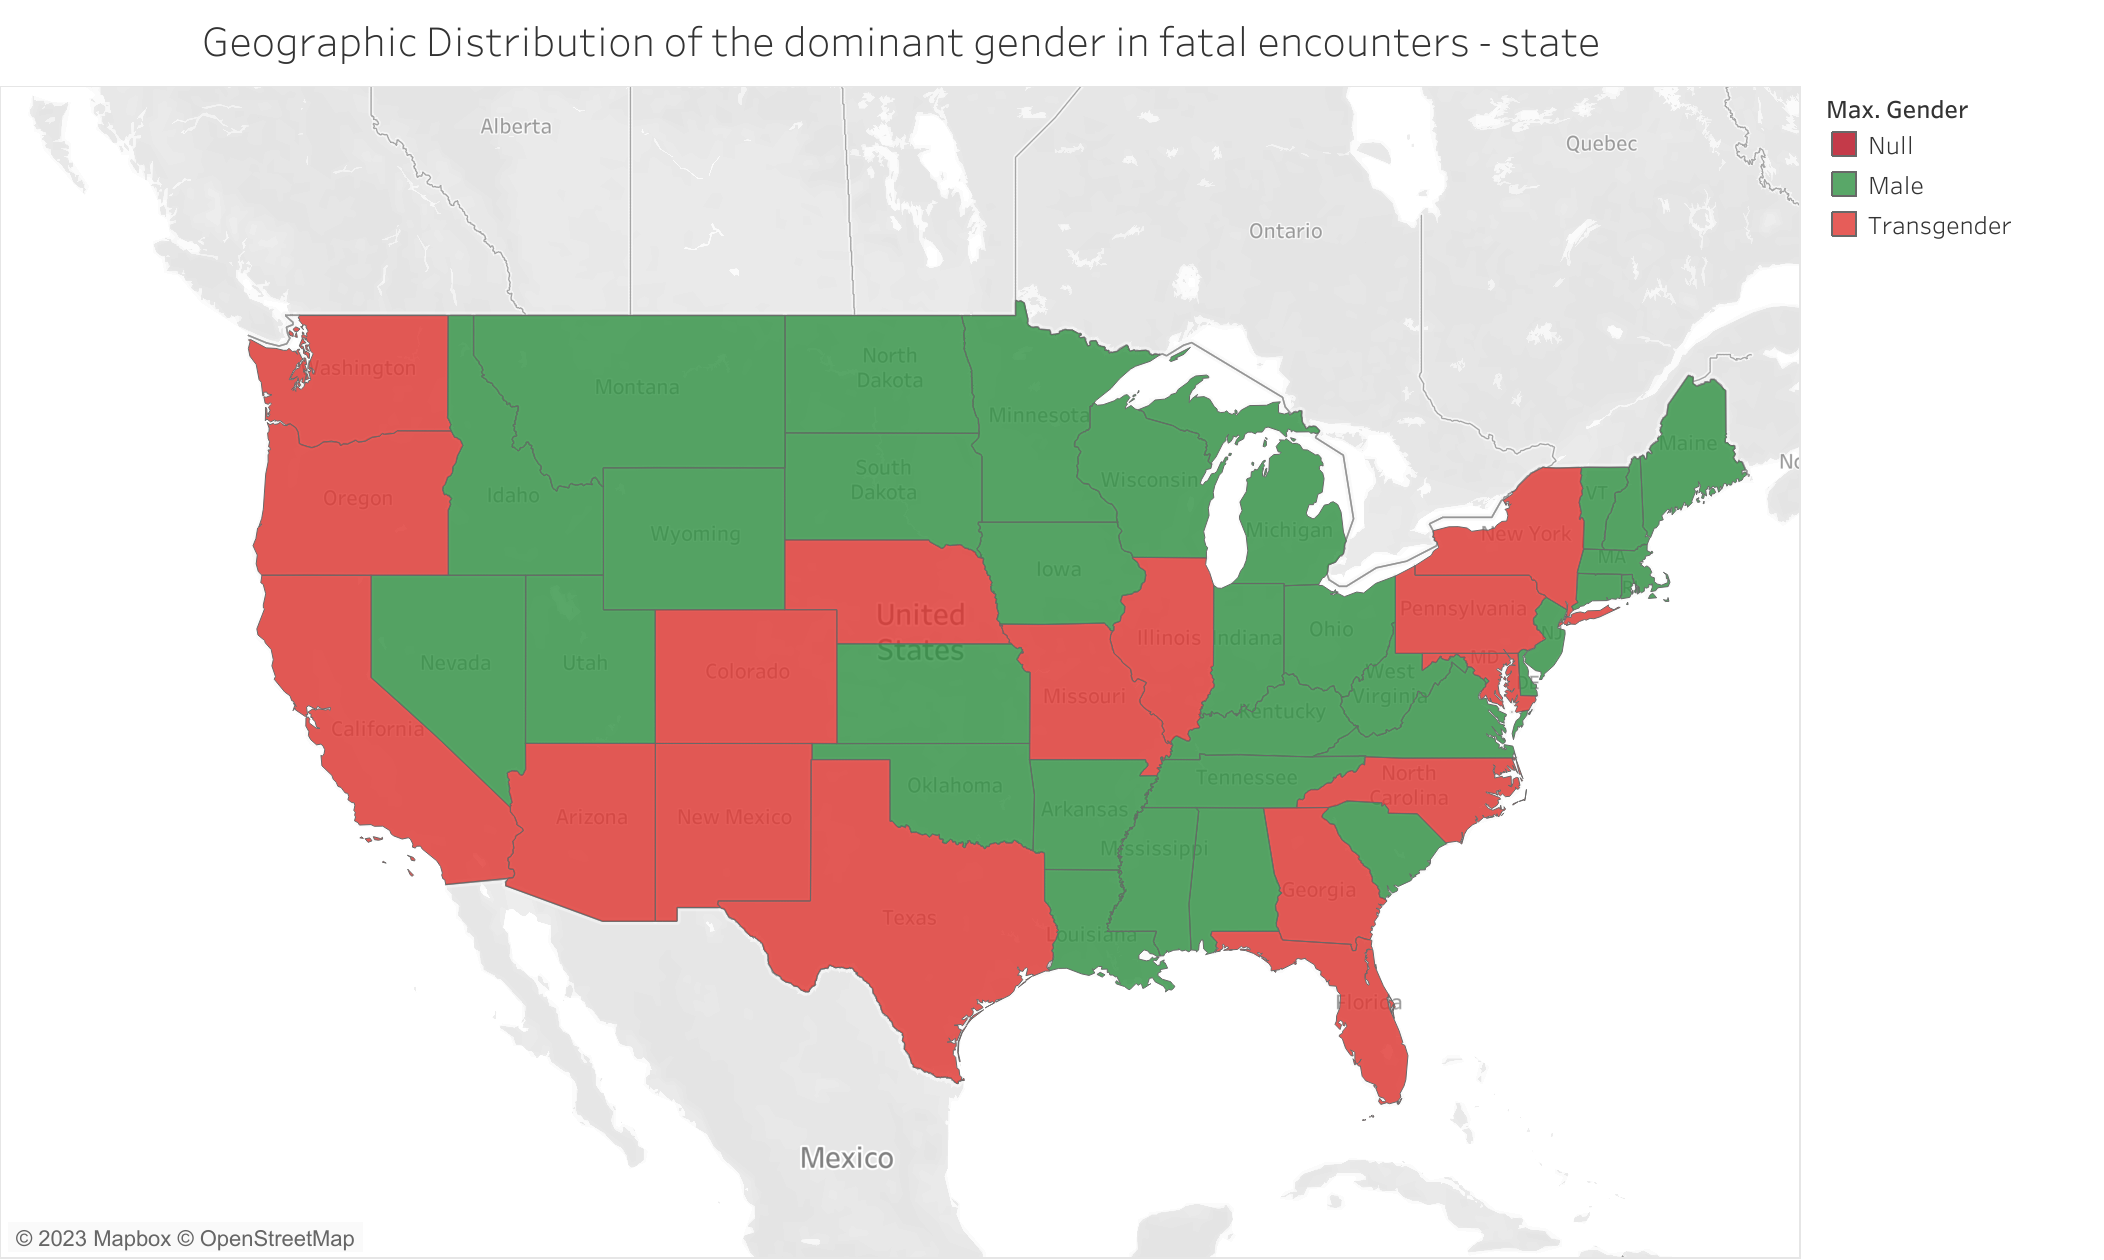 Geographic Distribution of the dominant gender in fatal encounters - state
Max. Gender
Null
Male
Transgender
Alberta
Quebec
Ontario
Washington
Montana
North
Dakota
Minnesota
Maine
Oregon
Idaho
South
Dakota
Wisconsin
VT
Wyoming
Michigan
New York
MA
Iowa
RI
United
States
Pennsylvania
Nevada
Utah
Colorado
Illinois
Indiana
Ohio
NJ
Missouri
West
Virginia
MD
DE
California
Kentucky
Arizona
New Mexico
Oklahoma
Arkansas
Tennessee
North
Carolina
Mississippi
Georgia
Texas
Louisiana
Florida
Mexico
© 2023 Mapbox © OpenStreetMap